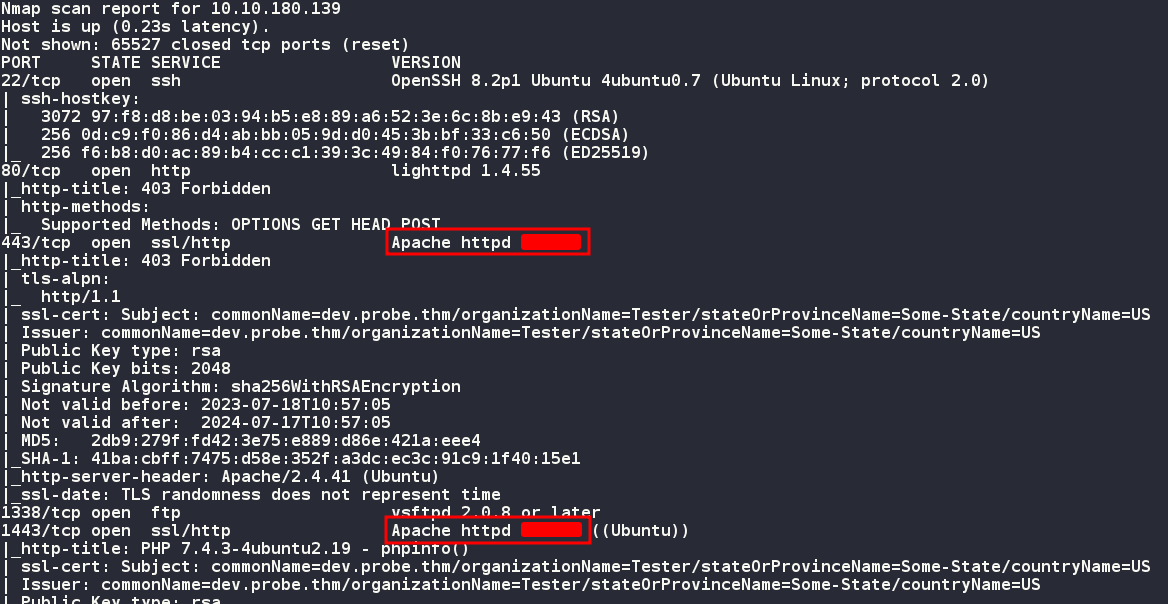 Nmap scan report for 10.10.180.139
Host is up (0.23s latency).
Not shown: 65527 closed tcp ports (reset)
PORT     STATE SERVICE                 VERSION
22/tcp   open  ssh                     OpenSSH 8.2p1 Ubuntu 4ubuntu0.7 (Ubuntu Linux; protocol 2.0)
| ssh-hostkey:
|   3072 97:f8:d8:be:03:94:b5:e8:89:a6:52:3e:6c:8b:e9:43 (RSA)
|   256 0d:c9:f0:86:d4:ab:bb:05:9d:d0:45:3b:bf:33:c6:50 (ECDSA)
|_  256 f6:b8:d0:ac:89:b4:cc:c1:39:3c:49:84:f0:76:77:f6 (ED25519)
80/tcp   open  http                    lighttpd 1.4.55
|_http-title: 403 Forbidden
| http-methods:
|_  Supported Methods: OPTIONS GET HEAD POST
443/tcp  open  ssl/http                Apache httpd
|_http-title: 403 Forbidden
| tls-alpn:
|_  http/1.1
| ssl-cert: Subject: commonName=dev.probe.thm/organizationName=Tester/stateOrProvinceName=Some-State/countryName=US
| Issuer: commonName=dev.probe.thm/organizationName=Tester/stateOrProvinceName=Some-State/countryName=US
| Public Key type: rsa
| Public Key bits: 2048
| Signature Algorithm: sha256WithRSAEncryption
| Not valid before: 2023-07-18T10:57:05
| Not valid after:  2024-07-17T10:57:05
| MD5:   2db9:279f:fd42:3e75:e889:d86e:421a:eee4
|_SHA-1: 41ba:cbff:7475:d58e:352f:a3dc:ec3c:91c9:1f40:15e1
|_http-server-header: Apache/2.4.41 (Ubuntu)
|_ssl-date: TLS randomness does not represent time
1338/tcp open  ftp                     vsftpd 2.0.8 or later
1443/tcp open  ssl/http                Apache httpd ((Ubuntu))
|_http-title: PHP 7.4.3-4ubuntu2.19 - phpinfo()
| ssl-cert: Subject: commonName=dev.probe.thm/organizationName=Tester/stateOrProvinceName=Some-State/countryName=US
| Issuer: commonName=dev.probe.thm/organizationName=Tester/stateOrProvinceName=Some-State/countryName=US
| Public Key type: rsa